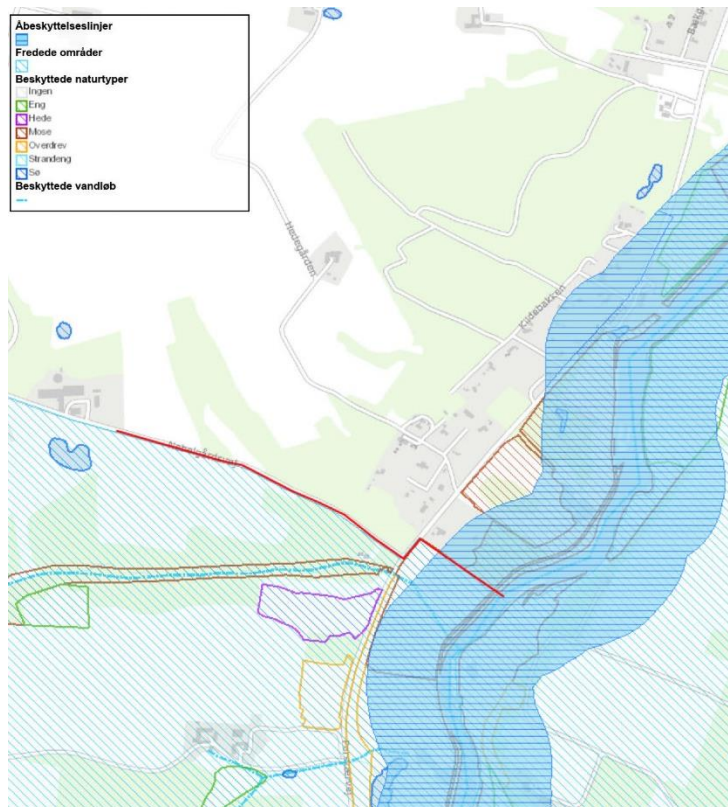 Åbeskyttelseslinjer
Fredede områder
Beskyttede naturtyper
Ingen
Eng
Hede
Mose
Overdrev
Strandeng
Sø
Beskyttede vandløb
Hedegården
Kildebakken